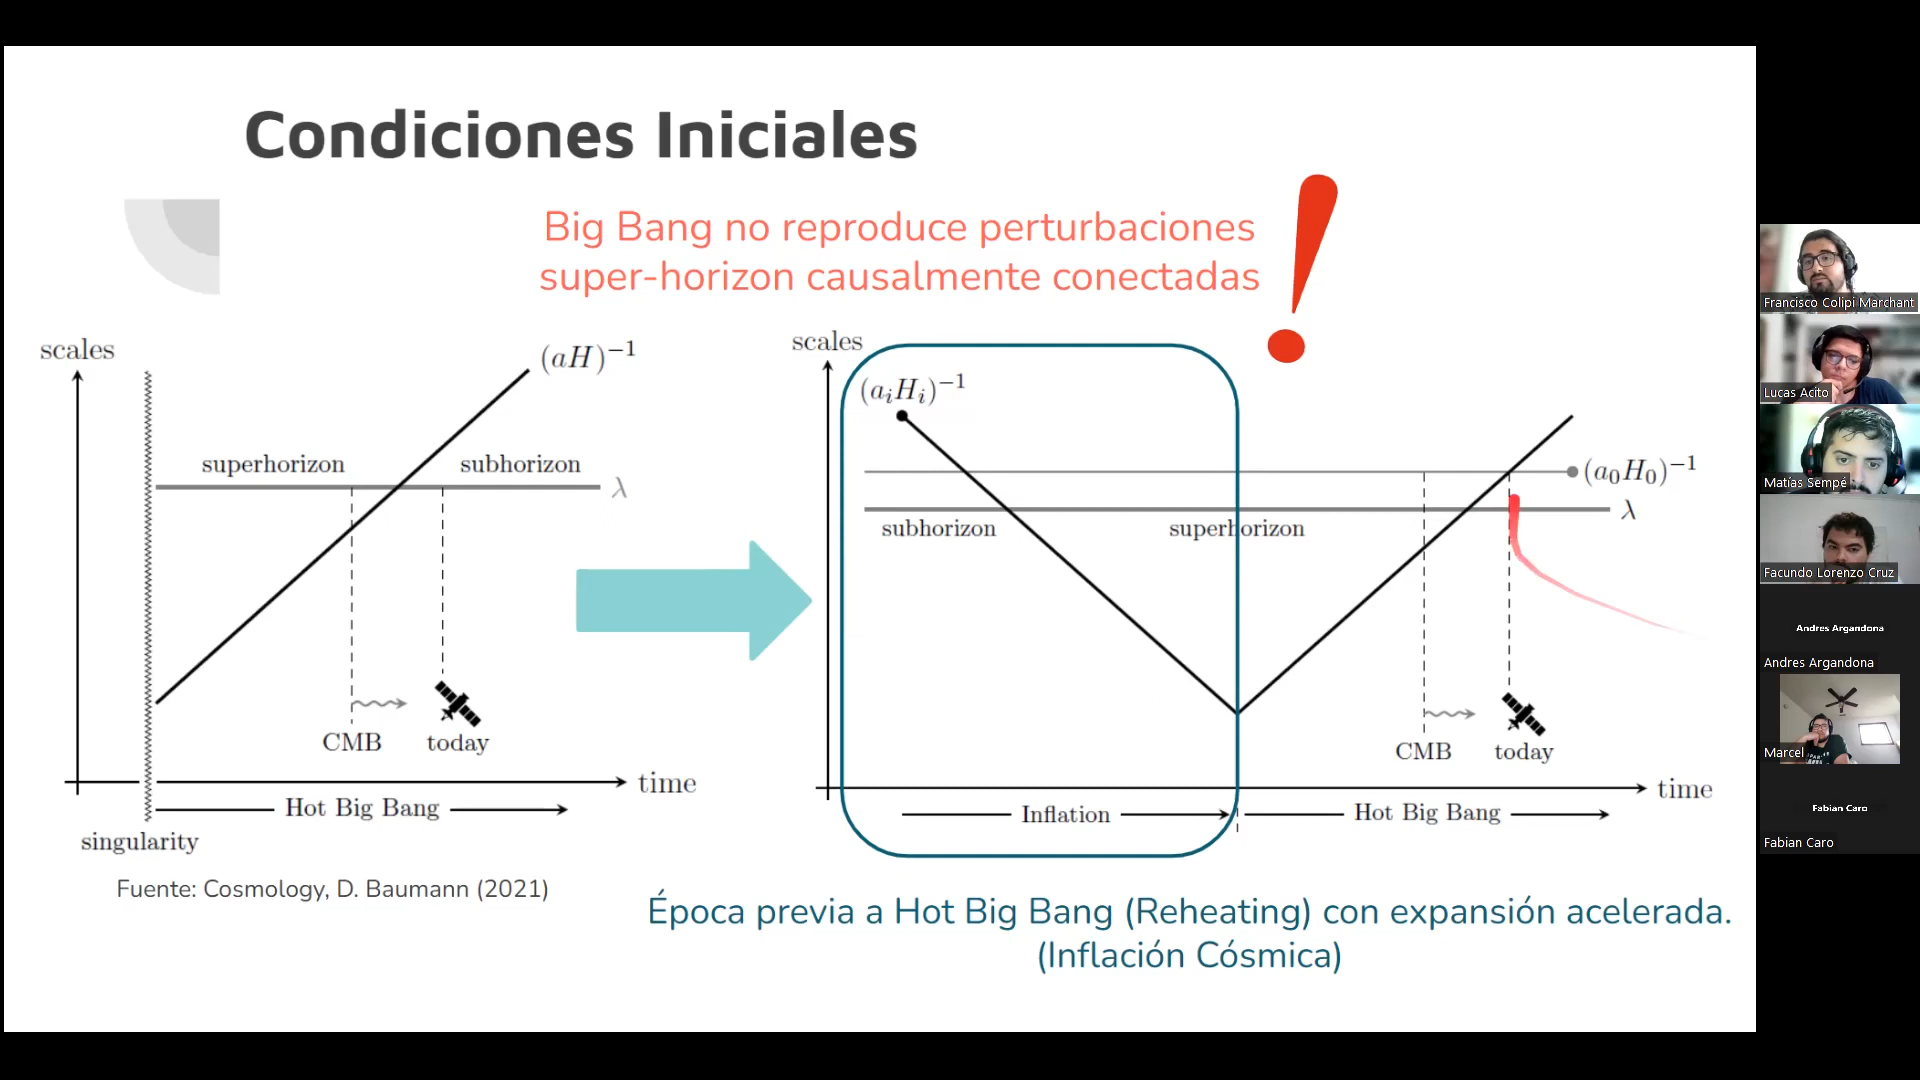 Condiciones Iniciales
Big Bang no reproduce perturbaciones
super-horizon causalmente conectadas
scales
(aH)⁻¹
superhorizon
subhorizon
λ
CMB
today
time
Hot Big Bang
singularity
Fuente: Cosmology, D. Baumann (2021)
scales
(aᵢHᵢ)⁻¹
(a₀H₀)⁻¹
λ
subhorizon
superhorizon
CMB
today
time
Inflation
Hot Big Bang
Época previa a Hot Big Bang (Reheating) con expansión acelerada.
(Inflación Cósmica)
Francisco Colipi Marchant
Lucas Acito
Matías Sempé
Facundo Lorenzo Cruz
Andres Argandona
Andres Argandona
Marcel
Fabian Caro
Fabian Caro